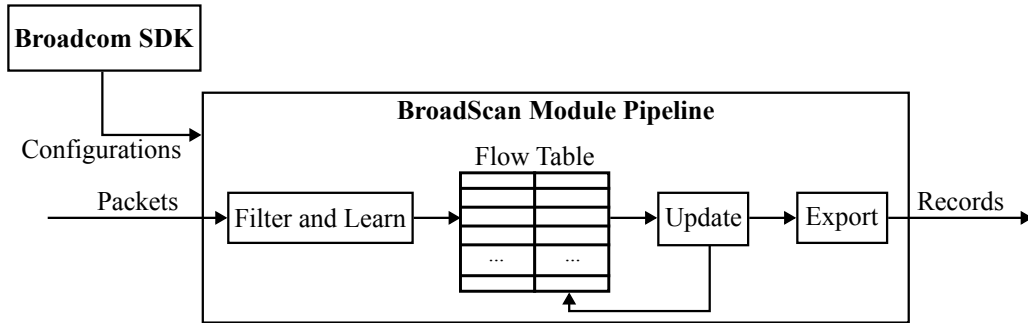 Broadcom SDK
BroadScan Module Pipeline
Configurations
Flow Table
Packets
Filter and Learn
Update
Export
Records
...
...